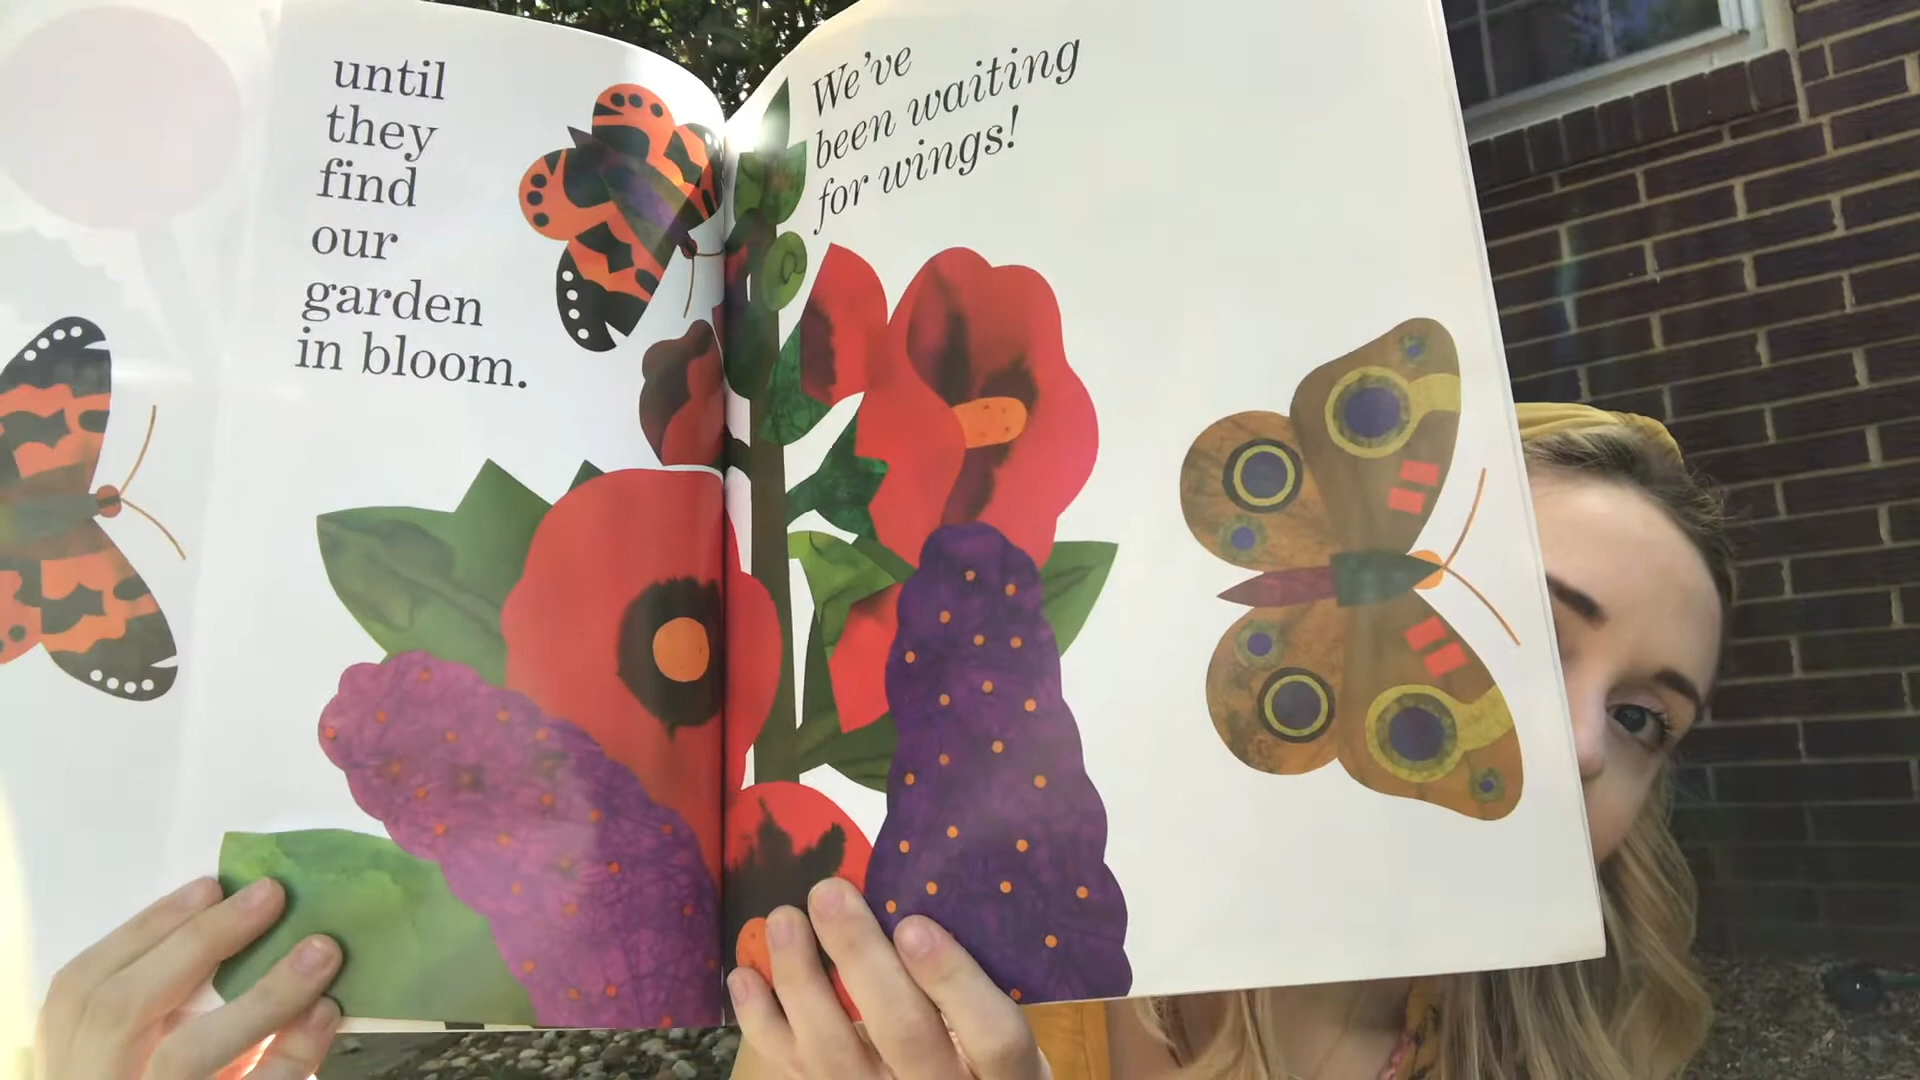 until
they
find
our
garden
in bloom.
We've
been waiting
for wings!